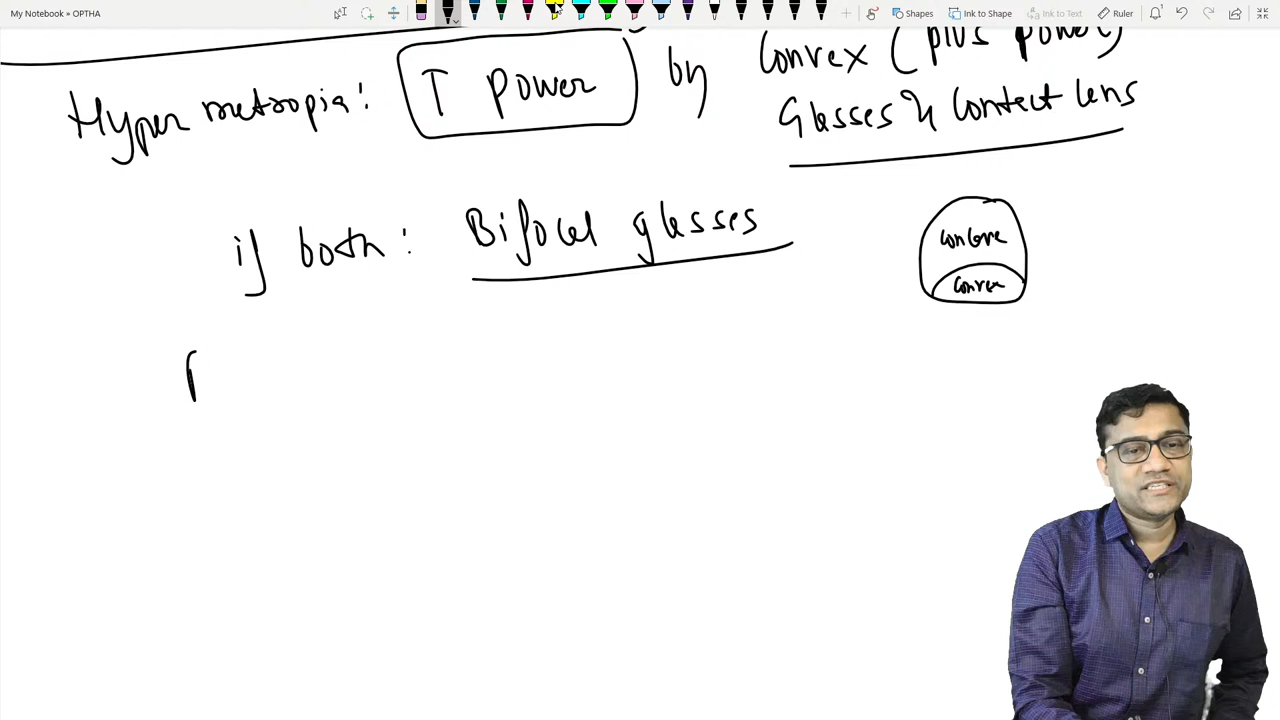 My Notebook » OPTHA
Shapes
Ink to Shape
Ink to Text
Ruler
Convex (plus power)
Hypermetropia: ↑ power by
Glasses & Contect lens
if both: Bifocal glasses
Concave
Convex